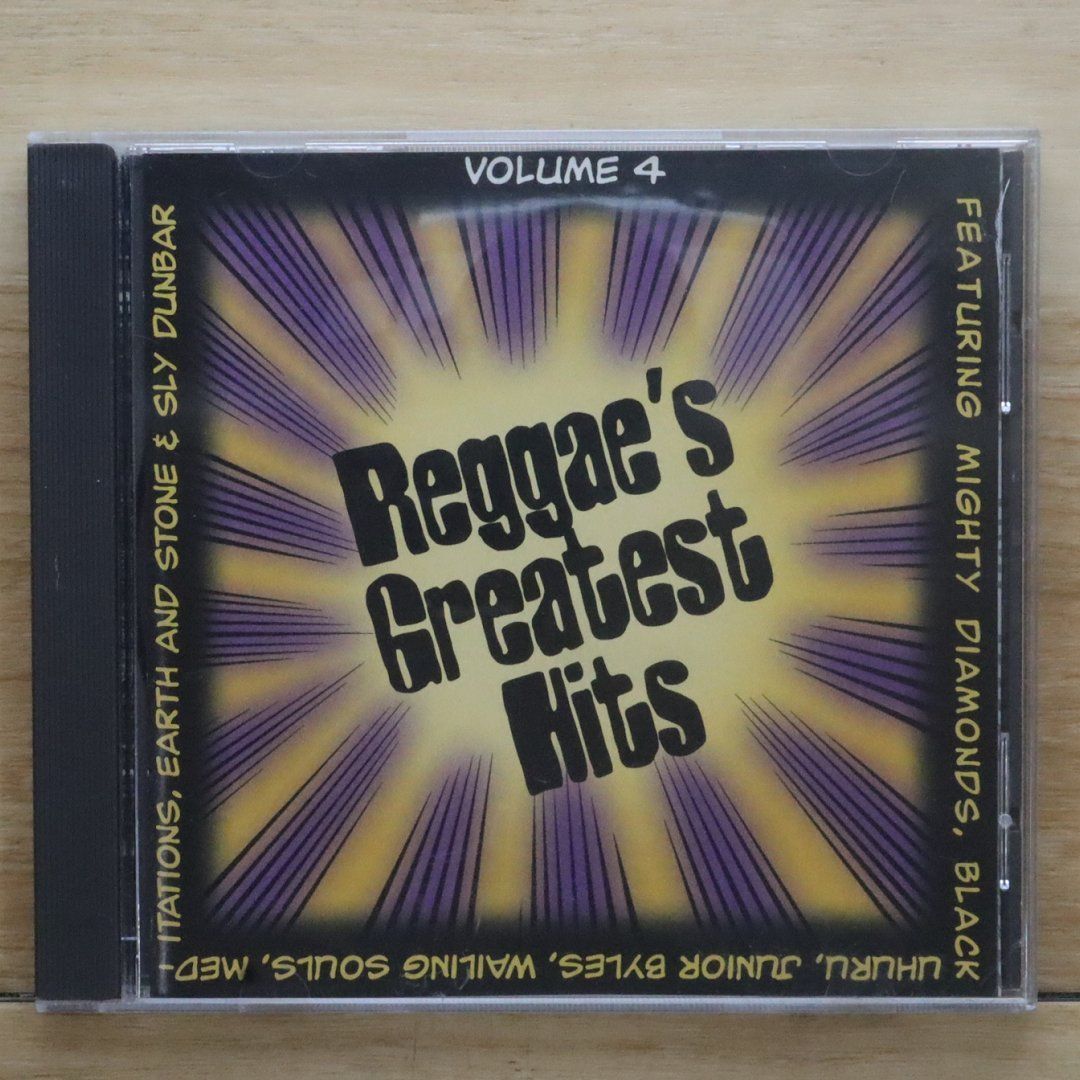 VOLUME 4
Reggae's
Greatest
Hits
FEATURING MIGHTY DIAMONDS, BLACK
UHURU, JUNIOR BYLES, WAILING SOULS, MED-
ITATIONS, EARTH AND STONE & SLY DUNBAR